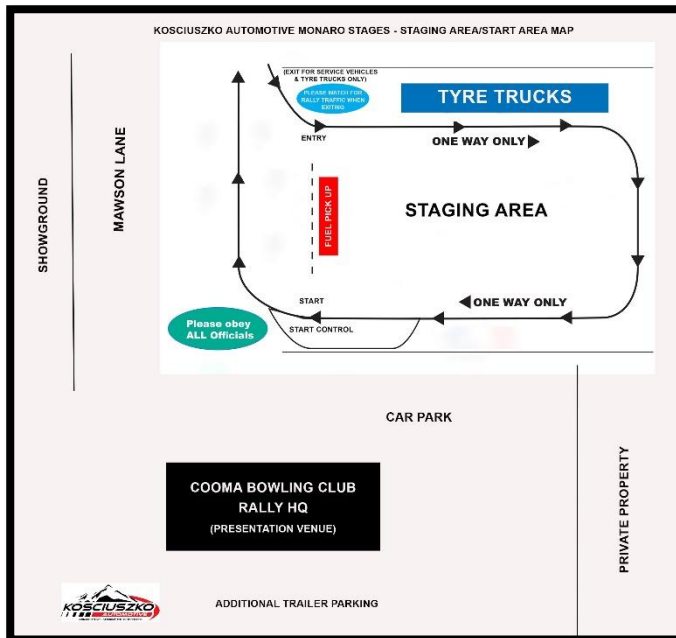 KOSCIUSZKO AUTOMOTIVE MONARO STAGES - STAGING AREA/START AREA MAP
(EXIT FOR SERVICE VEHICLES
& TYRE TRUCKS ONLY)
PLEASE WATCH FOR
RALLY TRAFFIC WHEN
EXITING
TYRE TRUCKS
ENTRY
ONE WAY ONLY
SHOWGROUND
MAWSON LANE
FUEL PICK UP
STAGING AREA
START
ONE WAY ONLY
Please obey
ALL Officials
START CONTROL
CAR PARK
COOMA BOWLING CLUB
RALLY HQ
(PRESENTATION VENUE)
PRIVATE PROPERTY
KOSCIUSZKO
AUTOMOTIVE
ADDITIONAL TRAILER PARKING